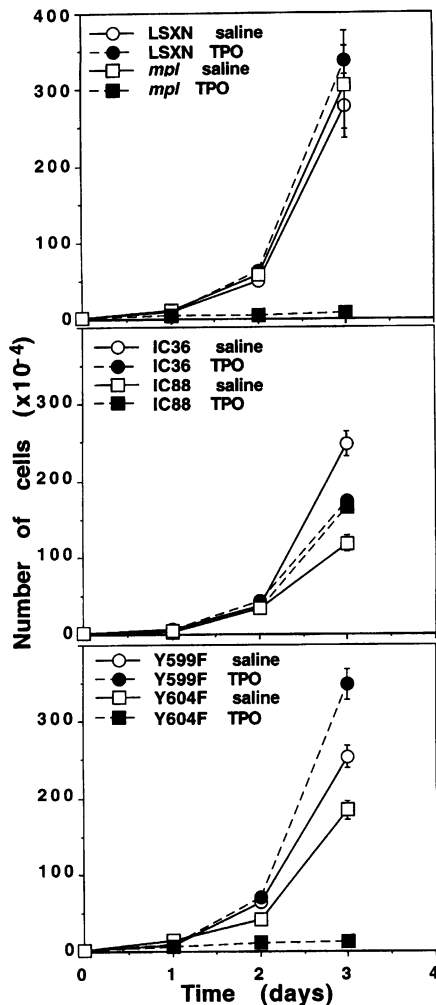 Number of cells (x10-4)
400
300
200
100
0
LSXN saline
LSXN TPO
mpl saline
mpl TPO
300
200
100
0
IC36 saline
IC36 TPO
IC88 saline
IC88 TPO
300
200
100
0
Y599F saline
Y599F TPO
Y604F saline
Y604F TPO
0 1 2 3 4
Time (days)